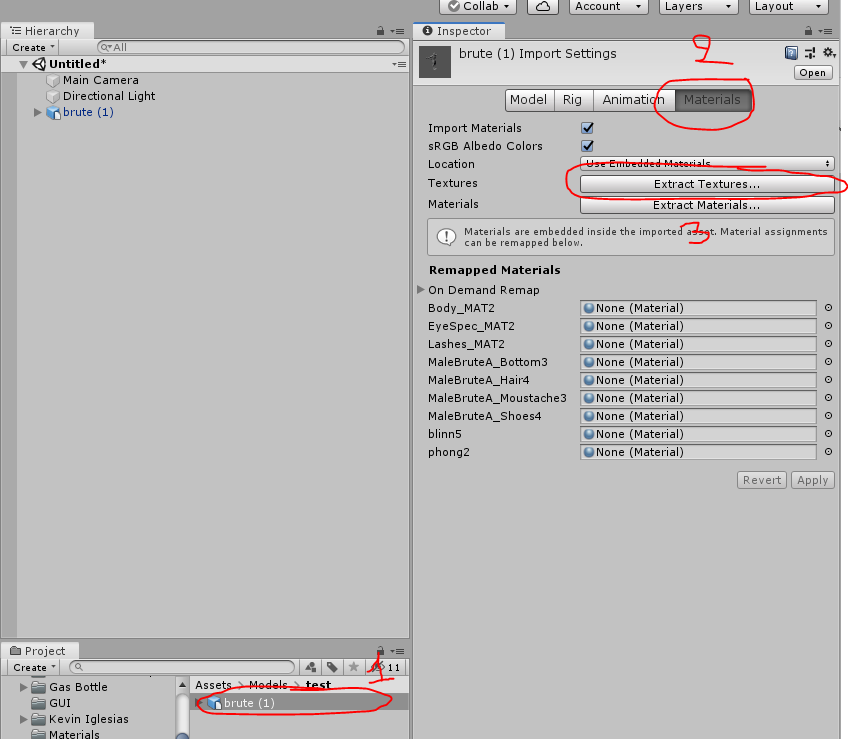 Collab
Account
Layers
Layout
Hierarchy
Create
All
Untitled*
Main Camera
Directional Light
brute (1)
Inspector
brute (1) Import Settings
2
Open
Model
Rig
Animation
Materials
Import Materials
sRGB Albedo Colors
Location
Use Embedded Materials
Textures
Extract Textures...
Materials
Extract Materials...
3
Materials are embedded inside the imported asset. Material assignments
can be remapped below.
Remapped Materials
On Demand Remap
Body_MAT2 None (Material)
EyeSpec_MAT2 None (Material)
Lashes_MAT2 None (Material)
MaleBruteA_Bottom3 None (Material)
MaleBruteA_Hair4 None (Material)
MaleBruteA_Moustache3 None (Material)
MaleBruteA_Shoes4 None (Material)
blinn5 None (Material)
phong2 None (Material)
Revert
Apply
Project
Create
1
11
Gas Bottle
GUI
Kevin Iglesias
Materials
Assets > Models > test
brute (1)